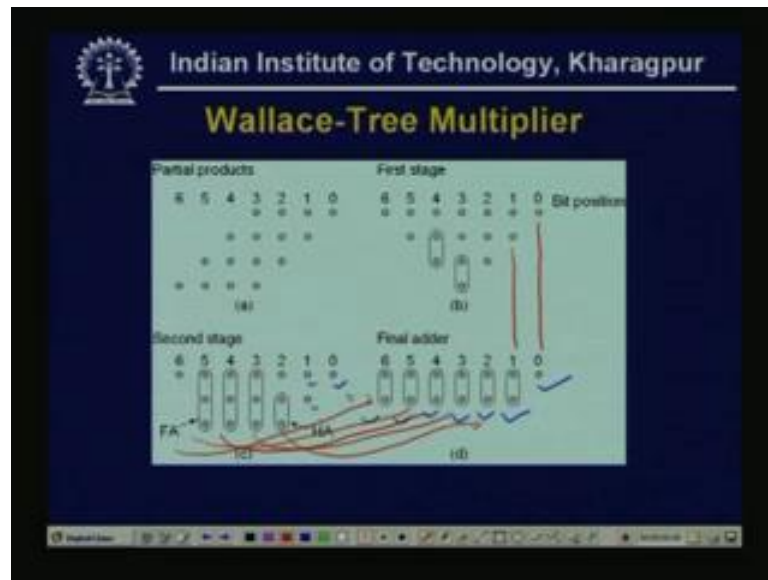 Indian Institute of Technology, Kharagpur
Wallace-Tree Multiplier
Partial products
First stage
6 5 4 3 2 1 0
6 5 4 3 2 1 0 Bit position
(a)
(b)
Second stage
Final adder
6 5 4 3 2 1 0
6 5 4 3 2 1 0
FA
HA
(c)
(d)